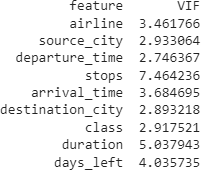 feature VIF
airline 3.461766
source_city 2.933064
departure_time 2.746367
stops 7.464236
arrival_time 3.684695
destination_city 2.893218
class 2.917521
duration 5.037943
days_left 4.035735